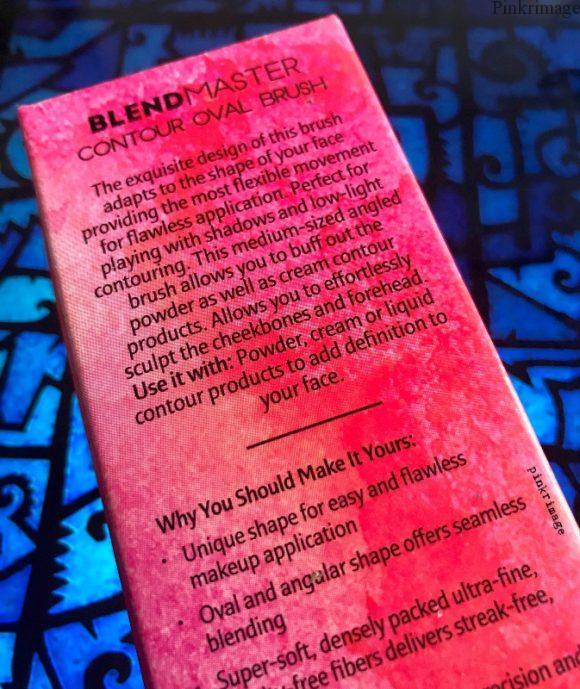 Pinkrimage
BLENDMASTER
CONTOUR OVAL BRUSH
The exquisite design of this brush
adapts to the shape of your face
providing the most flexible movement
for flawless application. Perfect for
playing with shadows and low-light
contouring. This medium-sized angled
brush allows you to buff out the
powder as well as cream contour
products. Allows you to effortlessly
sculpt the cheekbones and forehead.
Use it with: Powder, cream or liquid
contour products to add definition to
your face.
Why You Should Make It Yours:
• Unique shape for easy and flawless
makeup application
• Oval and angular shape offers seamless
blending
• Super-soft, densely packed ultra-fine,
-free fibers delivers streak-free,
and
pinkrimage